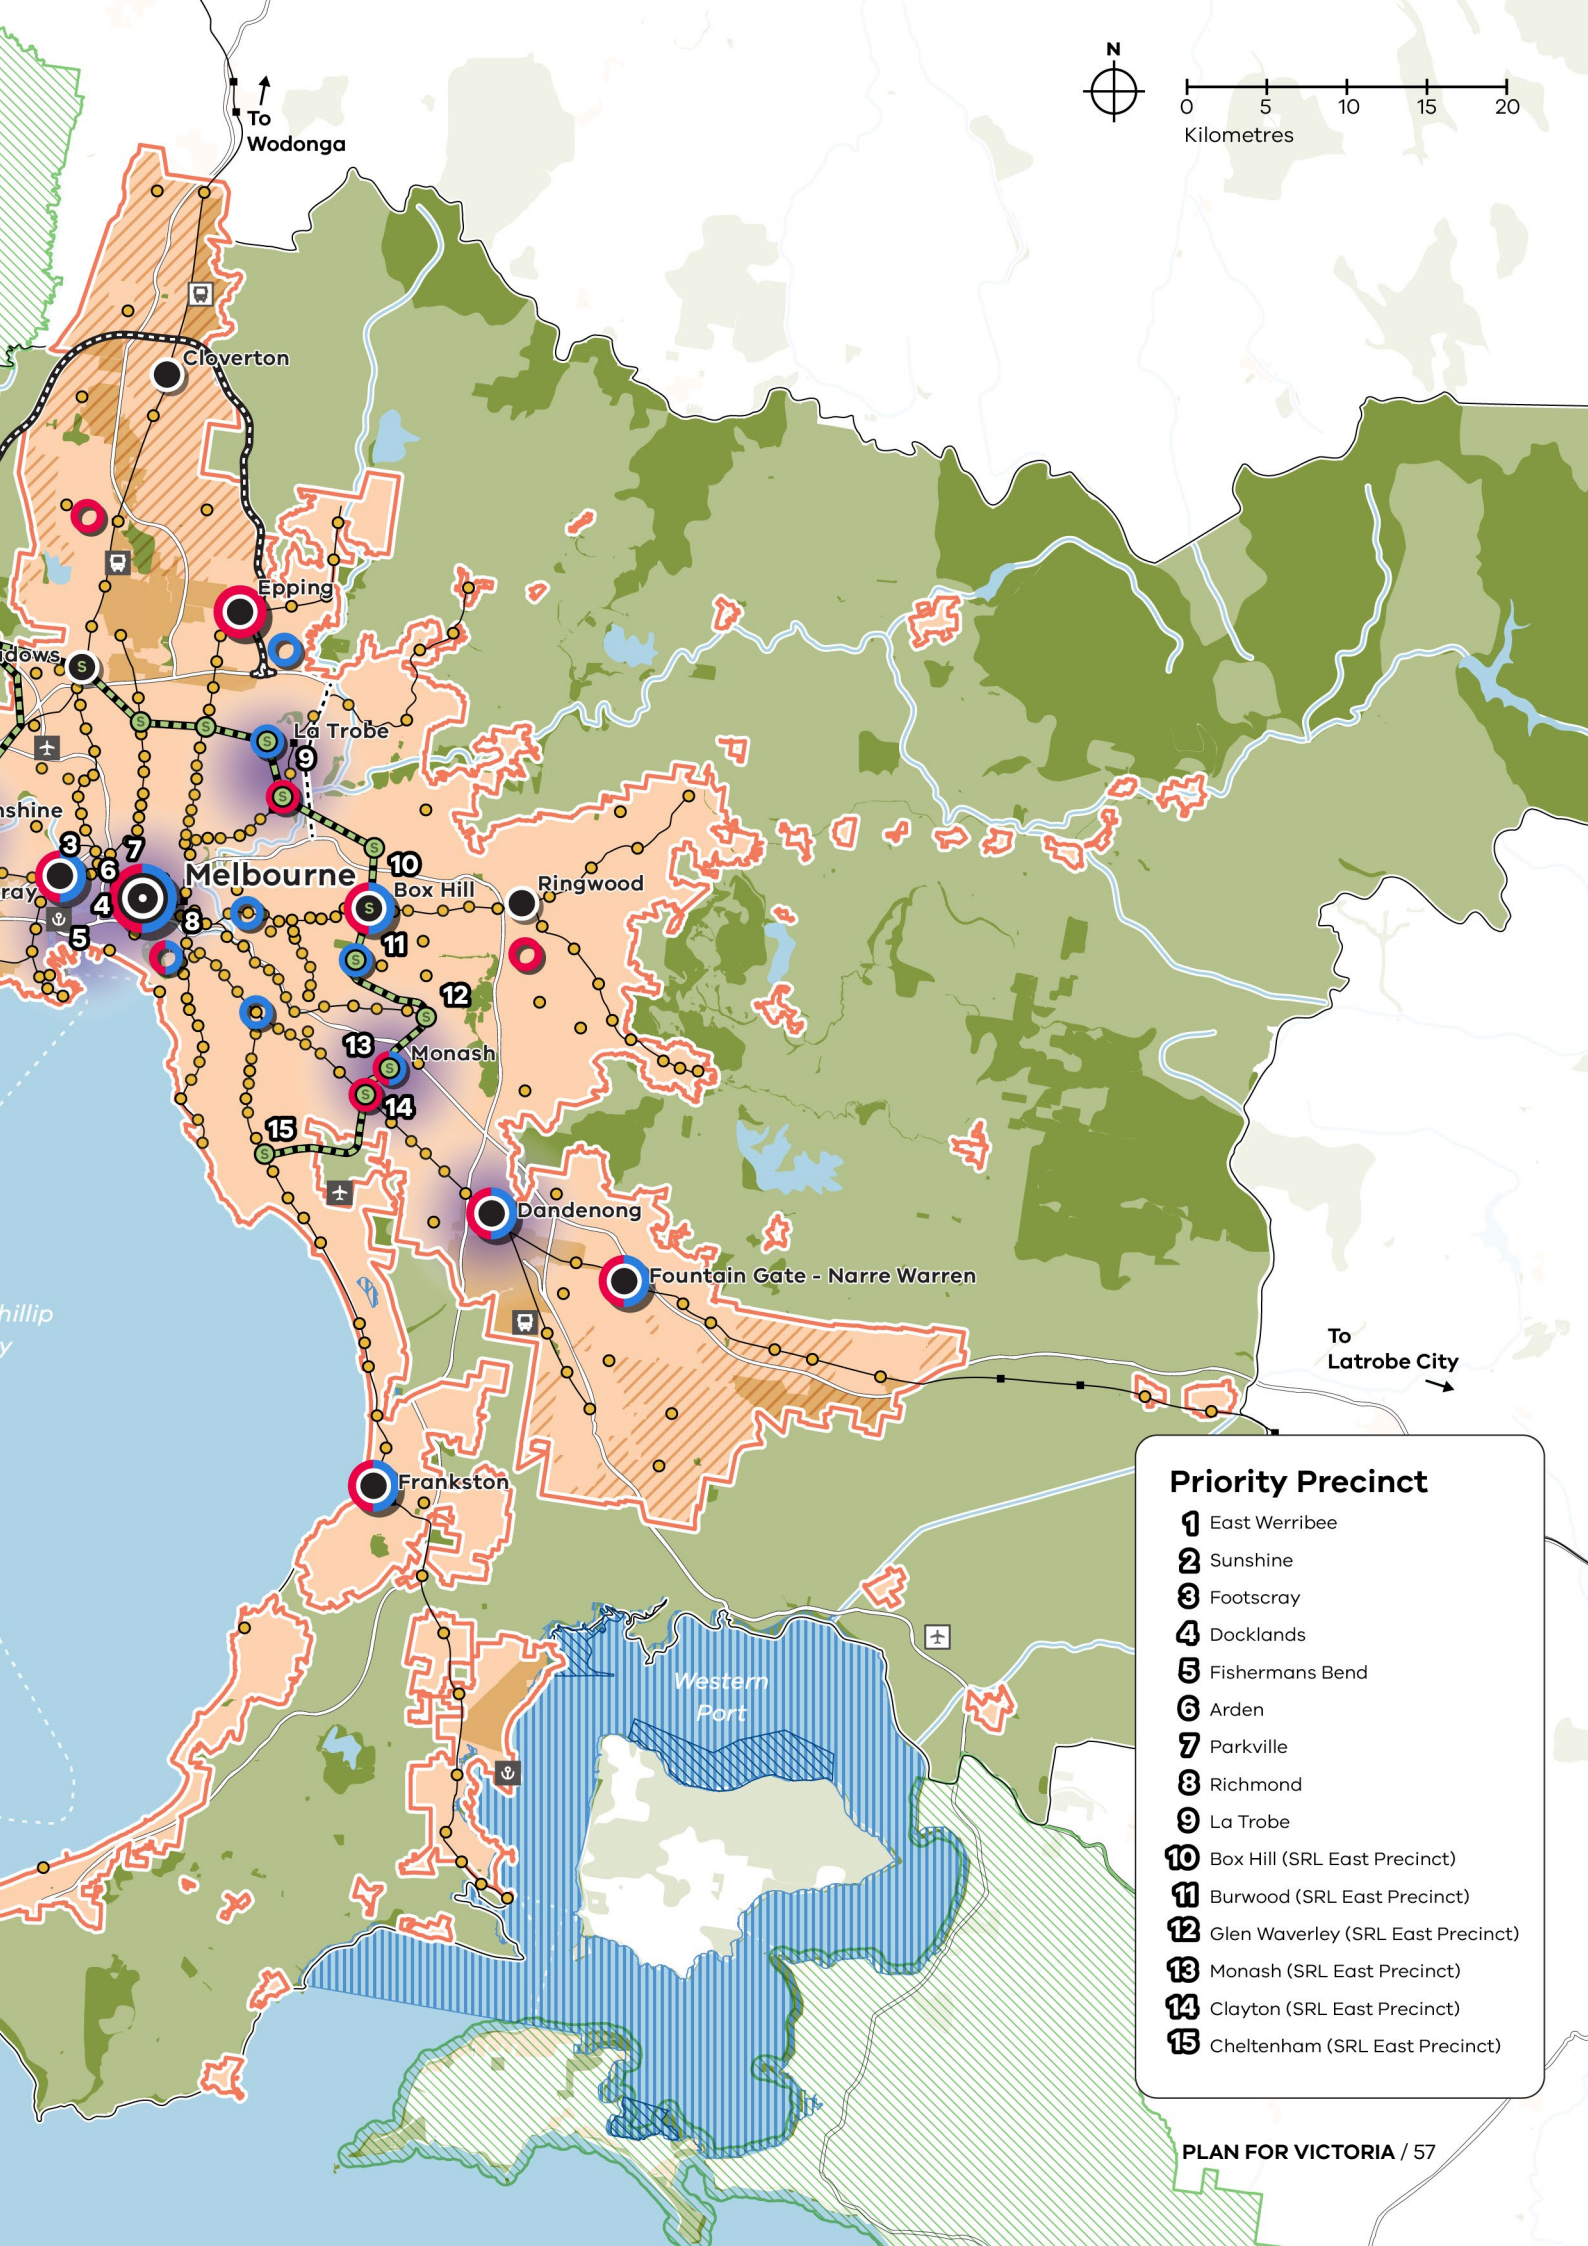 N
0 5 10 15 20
Kilometres
To
Wodonga
Cloverton
Epping
dows
S
S
S
La Trobe
9
S
S
nshine
3
7
6
10
Melbourne
Box Hill
Ringwood
ray
4
8
S
S
5
11
S
12
S
13
Monash
S
S
14
15
S
Dandenong
Fountain Gate - Narre Warren
hillip
y
To
Latrobe City
Frankston
Western
Port
Priority Precinct
1 East Werribee
2 Sunshine
3 Footscray
4 Docklands
5 Fishermans Bend
6 Arden
7 Parkville
8 Richmond
9 La Trobe
10 Box Hill (SRL East Precinct)
11 Burwood (SRL East Precinct)
12 Glen Waverley (SRL East Precinct)
13 Monash (SRL East Precinct)
14 Clayton (SRL East Precinct)
15 Cheltenham (SRL East Precinct)
PLAN FOR VICTORIA / 57